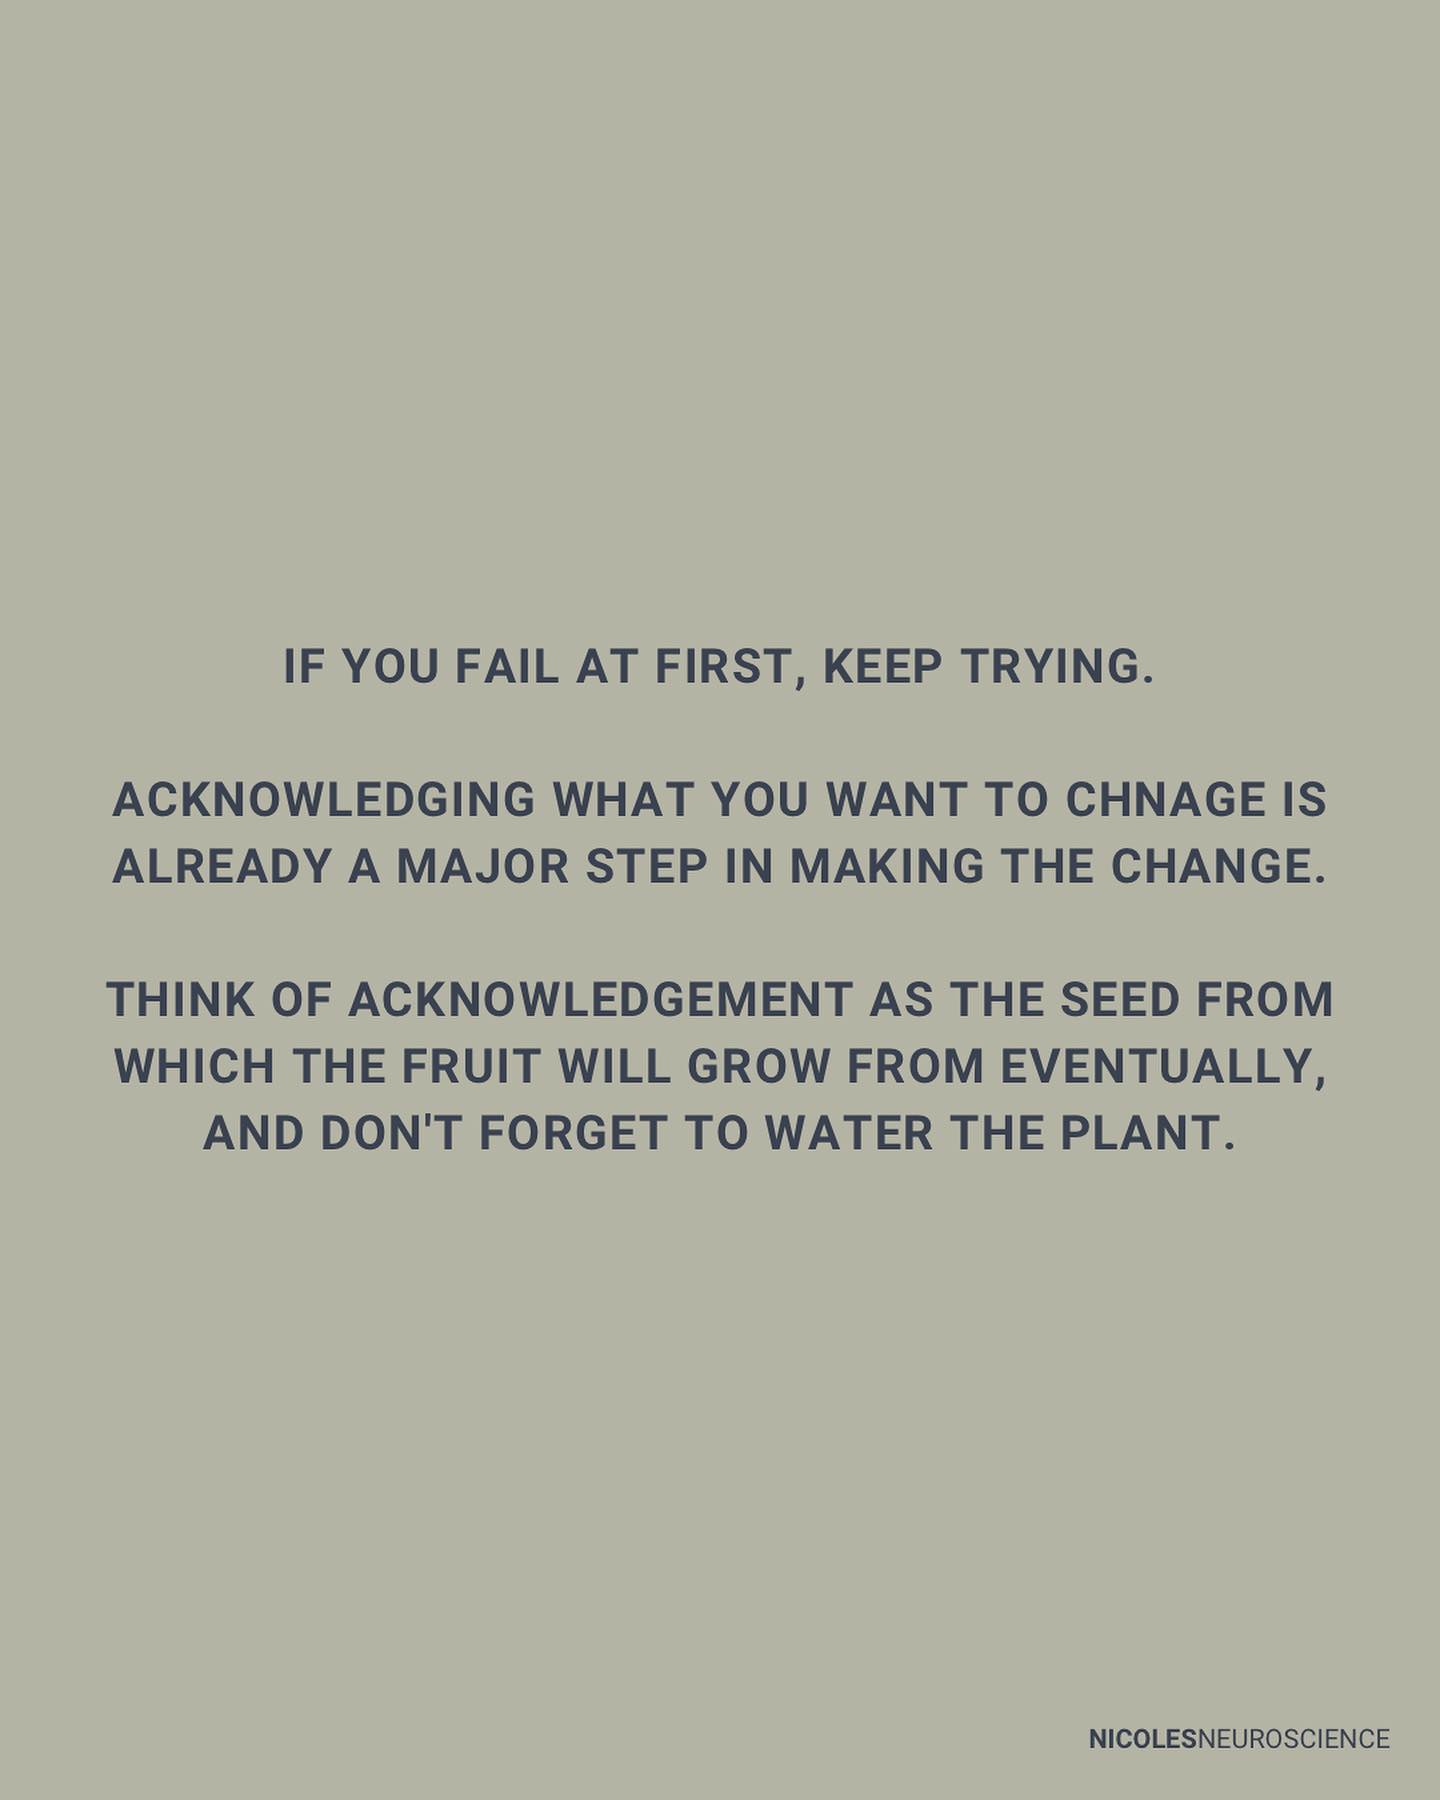 IF YOU FAIL AT FIRST, KEEP TRYING.
ACKNOWLEDGING WHAT YOU WANT TO CHNAGE IS
ALREADY A MAJOR STEP IN MAKING THE CHANGE.
THINK OF ACKNOWLEDGEMENT AS THE SEED FROM
WHICH THE FRUIT WILL GROW FROM EVENTUALLY,
AND DON'T FORGET TO WATER THE PLANT.
NICOLESNEUROSCIENCE